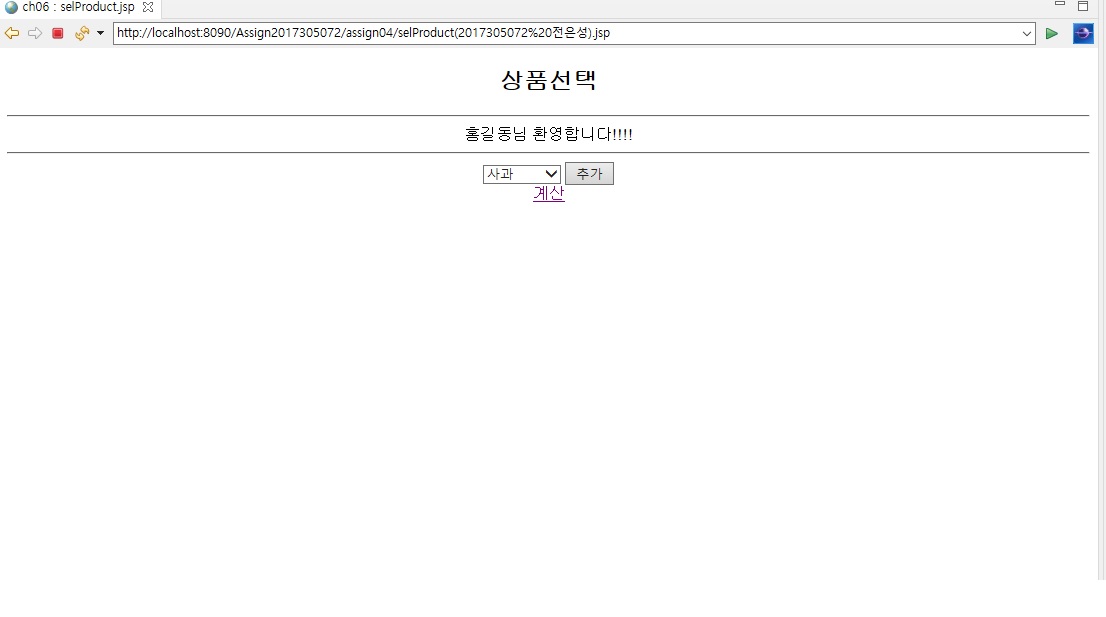 ch06 : selProduct.jsp
http://localhost:8090/Assign2017305072/assign04/selProduct(2017305072%20전은성).jsp
상품선택
홍길동님 환영합니다!!!!
사과 추가
계산